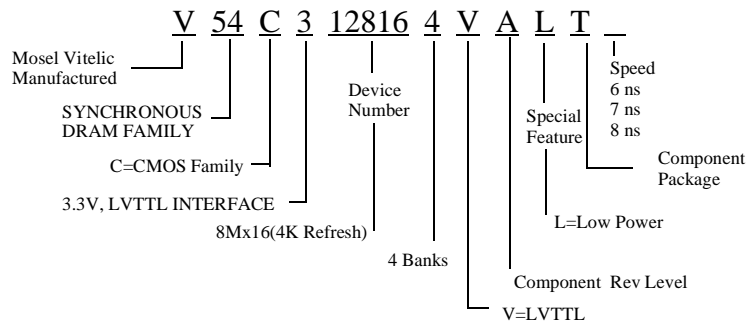 V 54 C 3 12816 4 V A L T
Mosel Vitelic
Manufactured
SYNCHRONOUS
DRAM FAMILY
C=CMOS Family
3.3V, LVTTL INTERFACE
Device
Number
8Mx16(4K Refresh)
4 Banks
Special
Feature
Speed
6 ns
7 ns
8 ns
Component
Package
L=Low Power
Component Rev Level
V=LVTTL